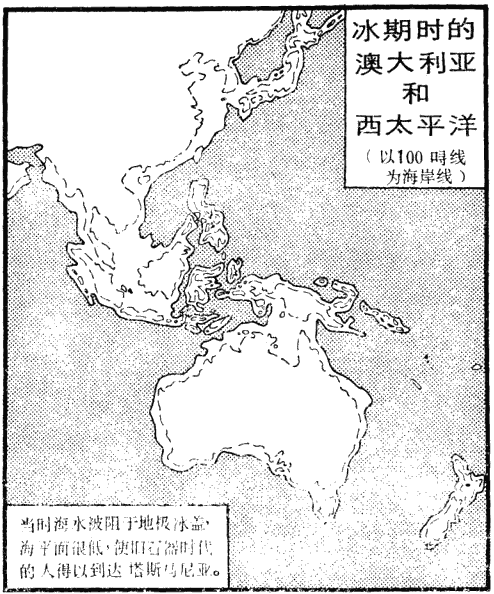 冰期时的
澳大利亚
和
西太平洋
（以100 㖊线
为海岸线）
当时海水被阻于地极冰盖，
海平面很低，使旧石器时代
的人得以到达 塔斯马尼亚。